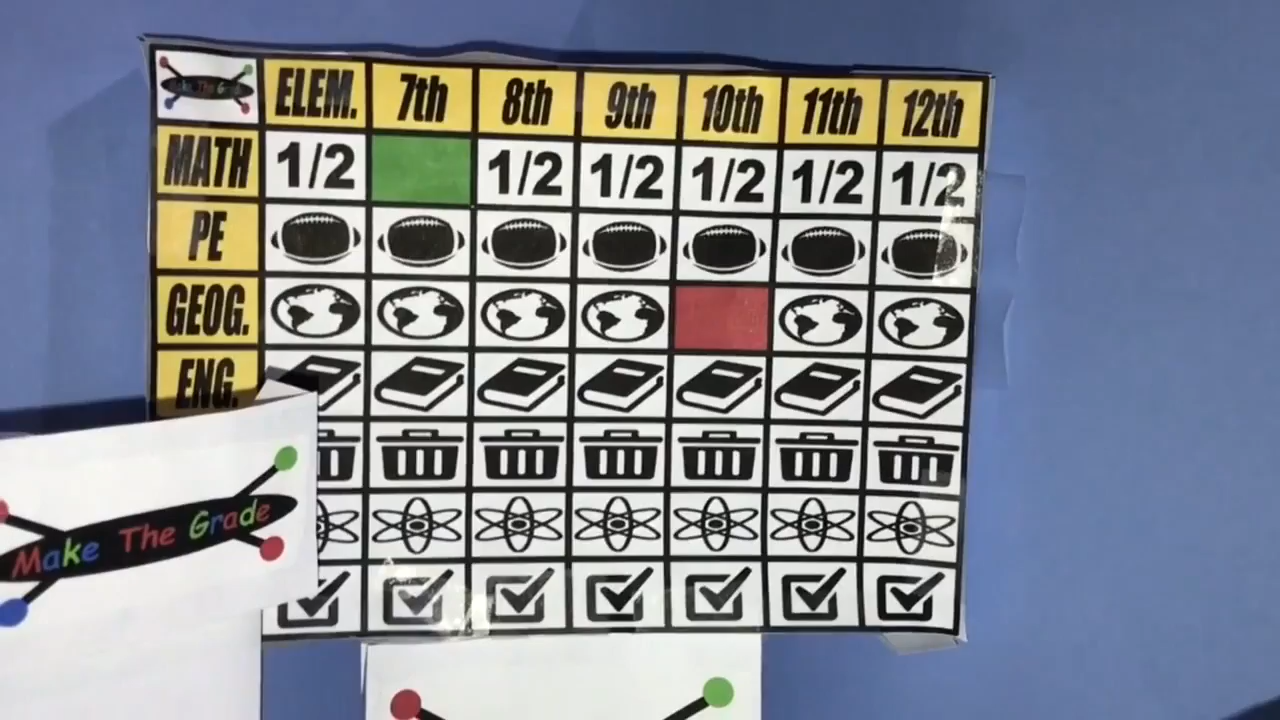 Make The Grade ELEM. 7th 8th 9th 10th 11th 12th
MATH 1/2 1/2 1/2 1/2 1/2 1/2
PE
GEOG.
ENG.
Make The Grade